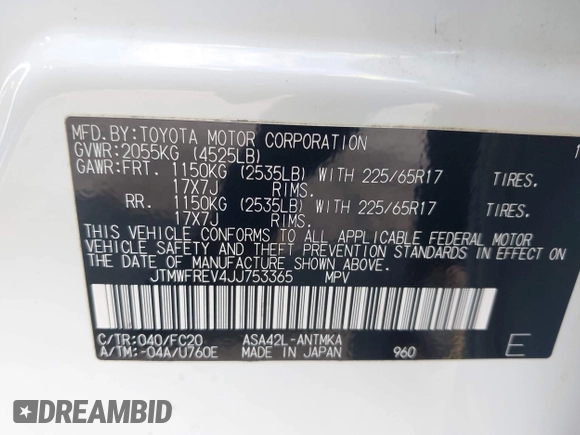 MFD.BY:TOYOTA MOTOR CORPORATION
GVWR:2055KG (4525LB)
GAWR:FRT. 1150KG (2535LB) WITH 225/65R17 TIRES.
17X7J RIMS.
RR. 1150KG (2535LB) WITH 225/65R17 TIRES.
17X7J RIMS.
THIS VEHICLE CONFORMS TO ALL APPLICABLE FEDERAL MOTOR
VEHICLE SAFETY AND THEFT PREVENTION STANDARDS IN EFFECT ON
THE DATE OF MANUFACTURE SHOWN ABOVE.
JTMWFREV4JJ753365 MPV
C/TR:040/FC20 ASA42L-ANTMKA
A/TM:-04A/U760E MADE IN JAPAN 960 E
DREAMBID
dreambid.com